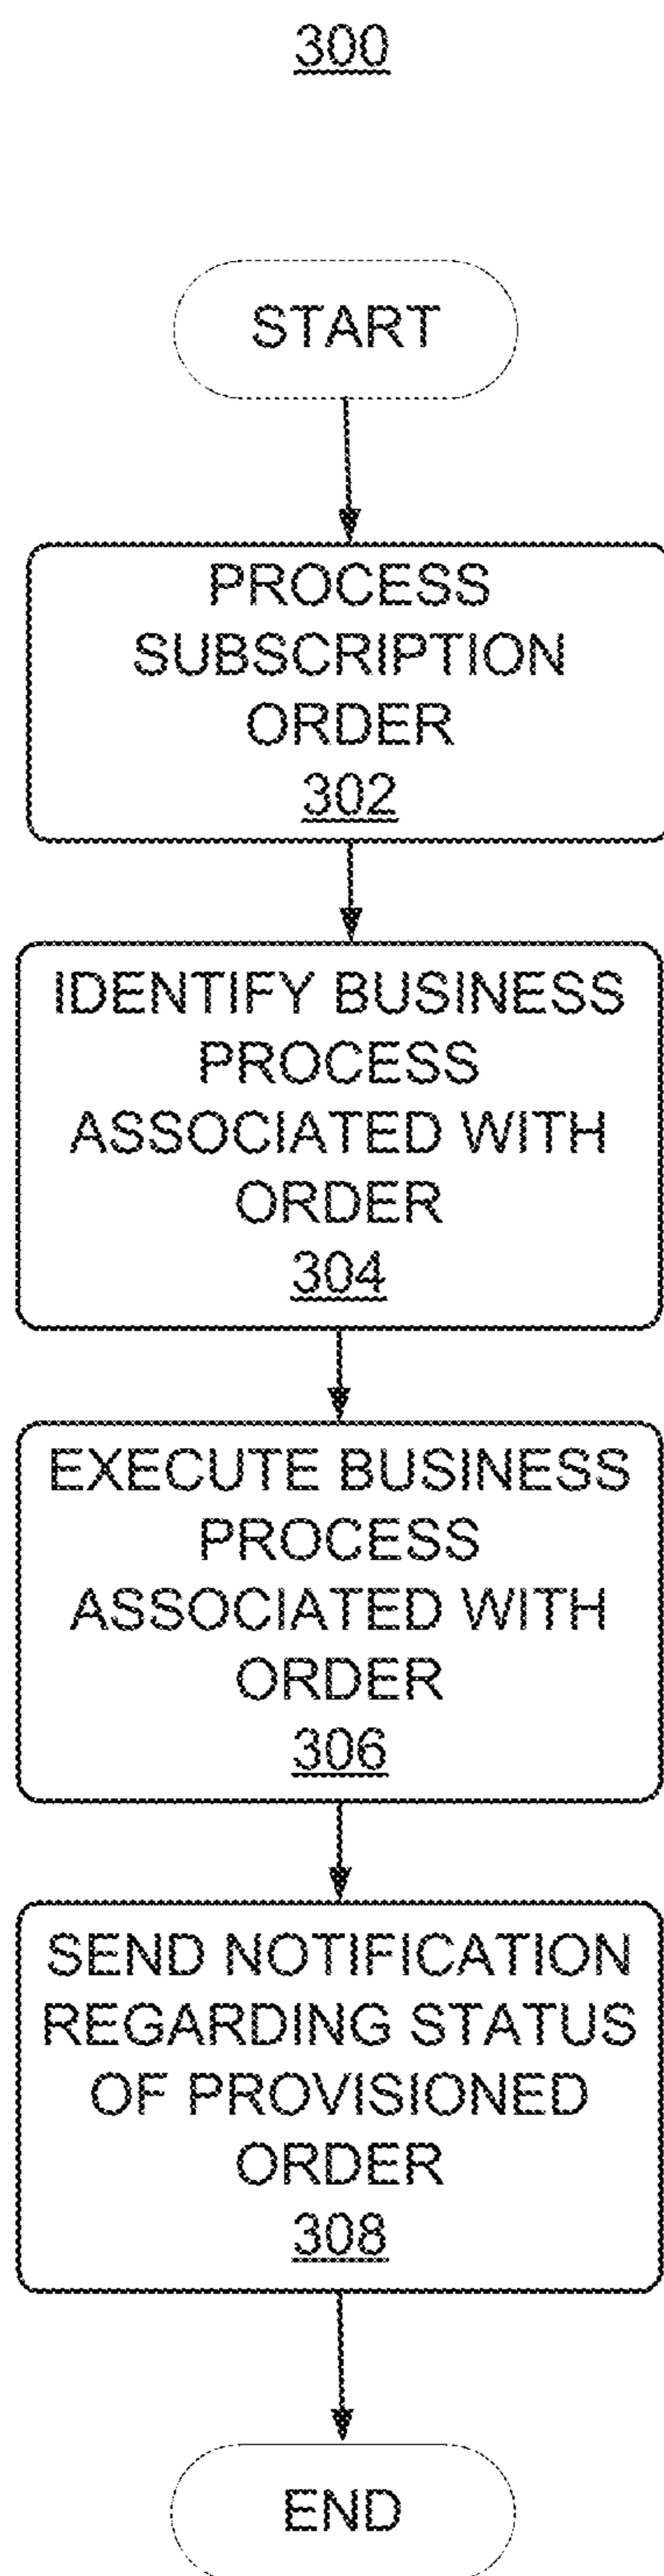 300
START
PROCESS
SUBSCRIPTION
ORDER
302
IDENTIFY BUSINESS
PROCESS
ASSOCIATED WITH
ORDER
304
EXECUTE BUSINESS
PROCESS
ASSOCIATED WITH
ORDER
306
SEND NOTIFICATION
REGARDING STATUS
OF PROVISIONED
ORDER
308
END